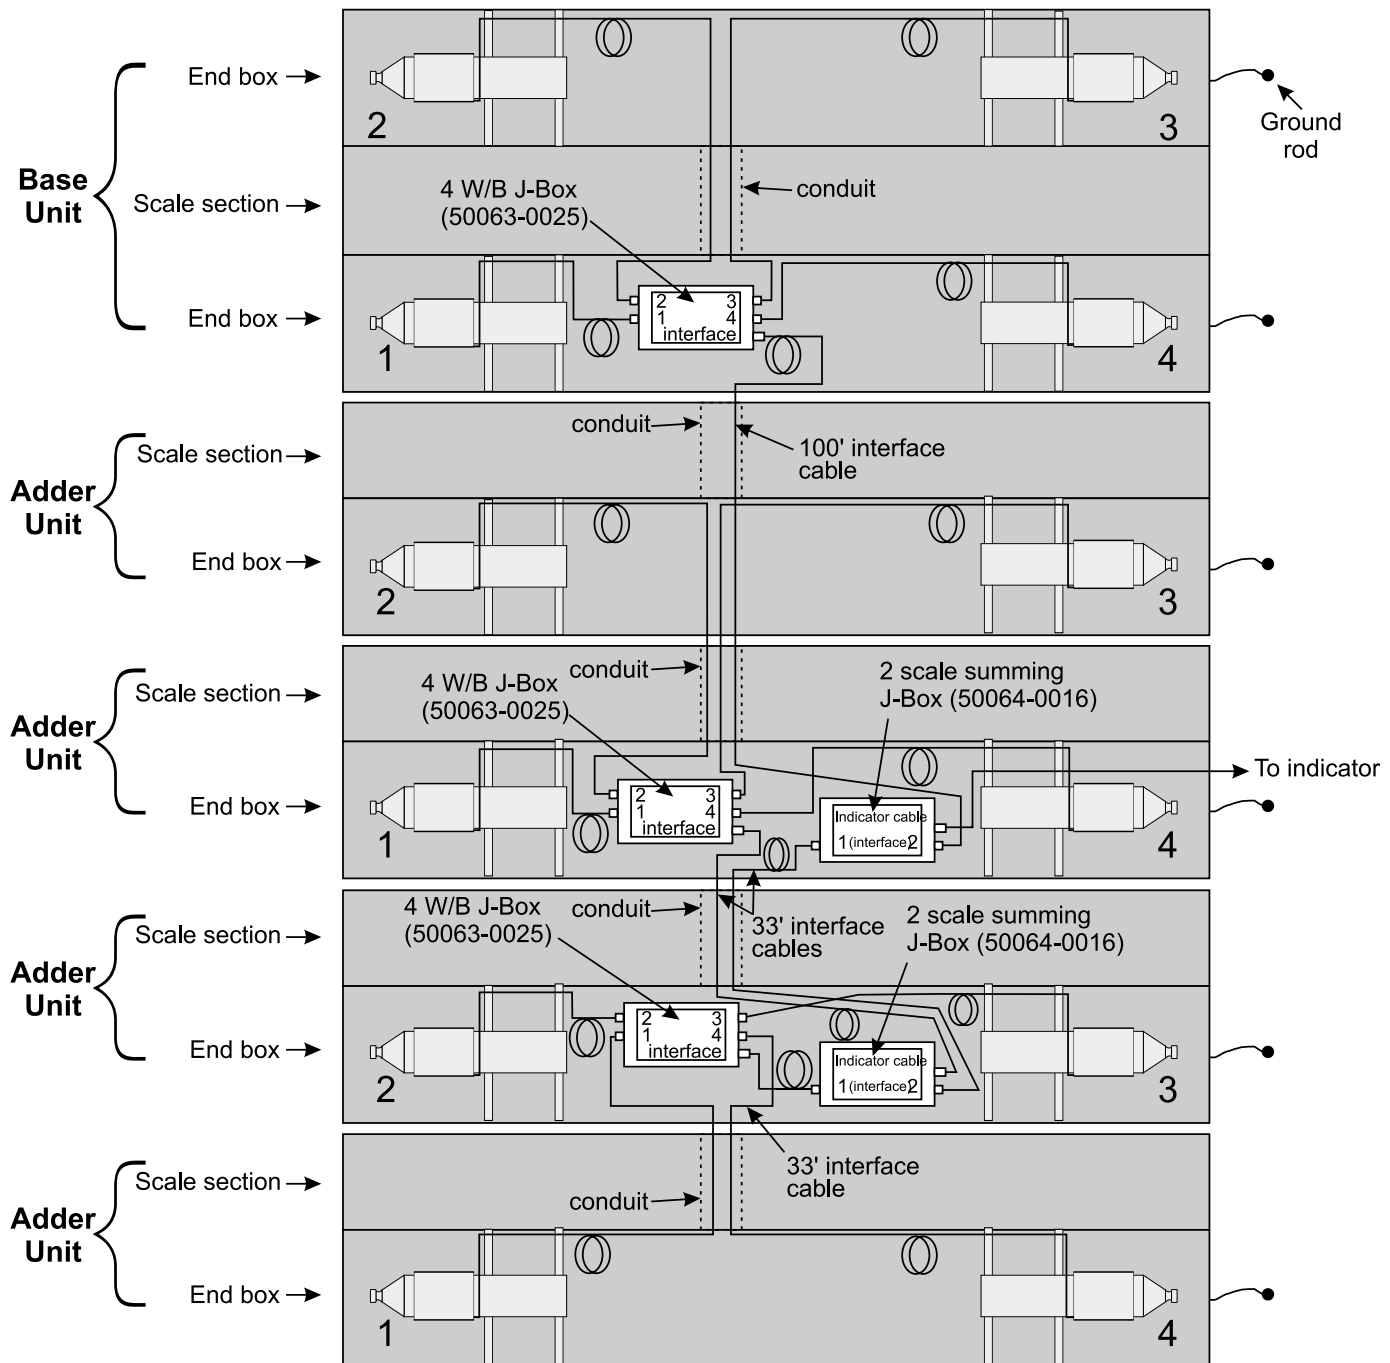 End box
2
3
Ground
rod
Base
Unit
Scale section
4 W/B J-Box
(50063-0025)
conduit
End box
2 3
1 4
interface
1
4
Adder
Unit
Scale section
conduit
100' interface
cable
End box
2
3
Adder
Unit
Scale section
conduit
4 W/B J-Box
(50063-0025)
2 scale summing
J-Box (50064-0016)
To indicator
End box
2 3
1 4
interface
Indicator cable
1 (interface) 2
1
4
Adder
Unit
Scale section
4 W/B J-Box
(50063-0025)
conduit
33' interface
cables
2 scale summing
J-Box (50064-0016)
End box
2 3
1 4
interface
Indicator cable
1 (interface) 2
2
3
Adder
Unit
Scale section
conduit
33' interface
cable
End box
1
4